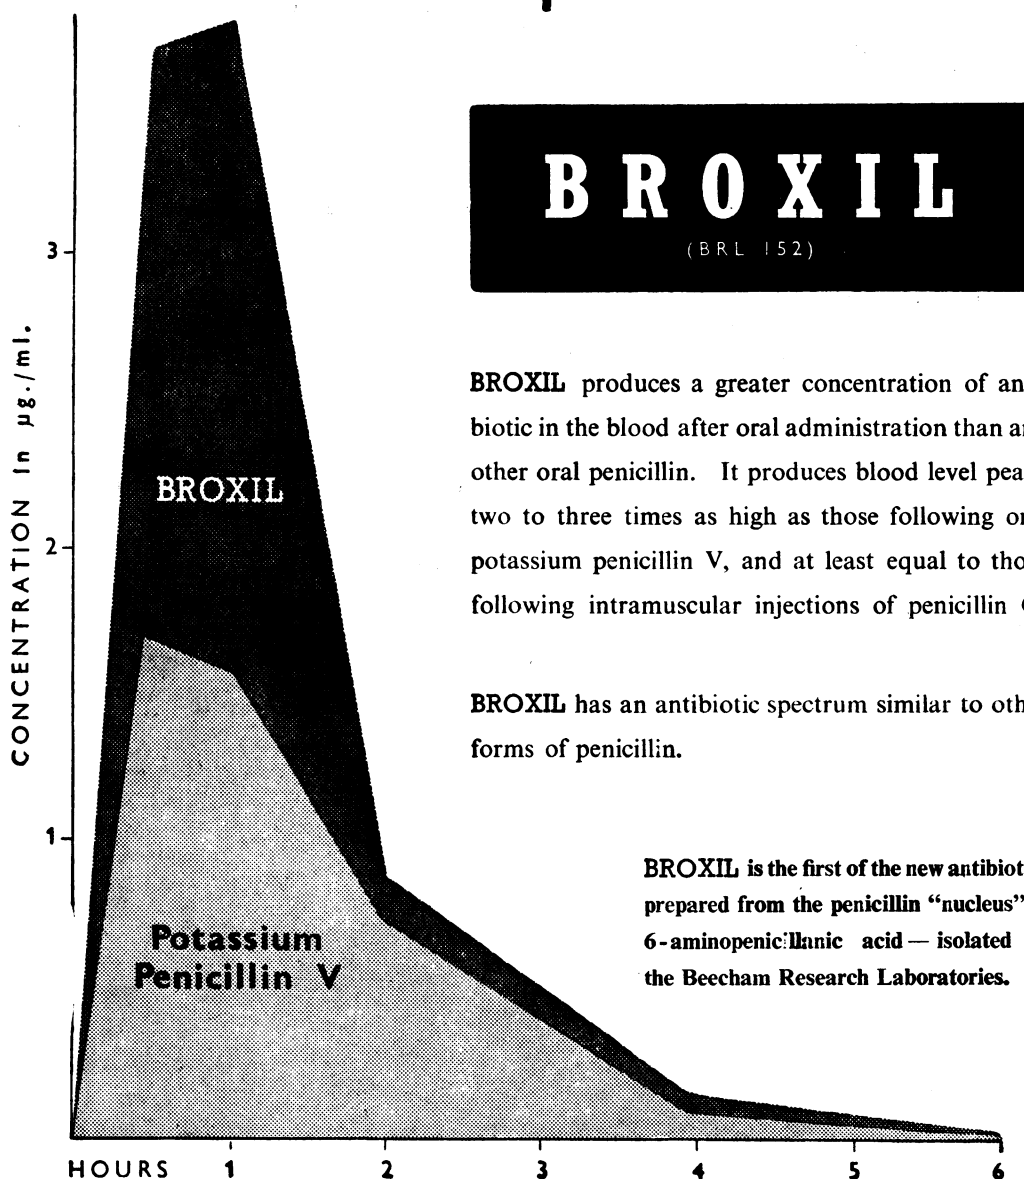 BROXIL
(BRL 152)
3
2
1
CONCENTRATION in µg./ml.
BROXIL
Potassium
Penicillin V
HOURS 1 2 3 4 5 6
BROXIL produces a greater concentration of an
biotic in the blood after oral administration than
other oral penicillin. It produces blood level pea
two to three times as high as those following
potassium penicillin V, and at least equal to tho
following intramuscular injections of penicillin
BROXIL has an antibiotic spectrum similar to oth
forms of penicillin.
BROXIL is the first of the new antibiot
prepared from the penicillin “nucleus”
6-aminopenicillanic acid — isolated
the Beecham Research Laboratories.